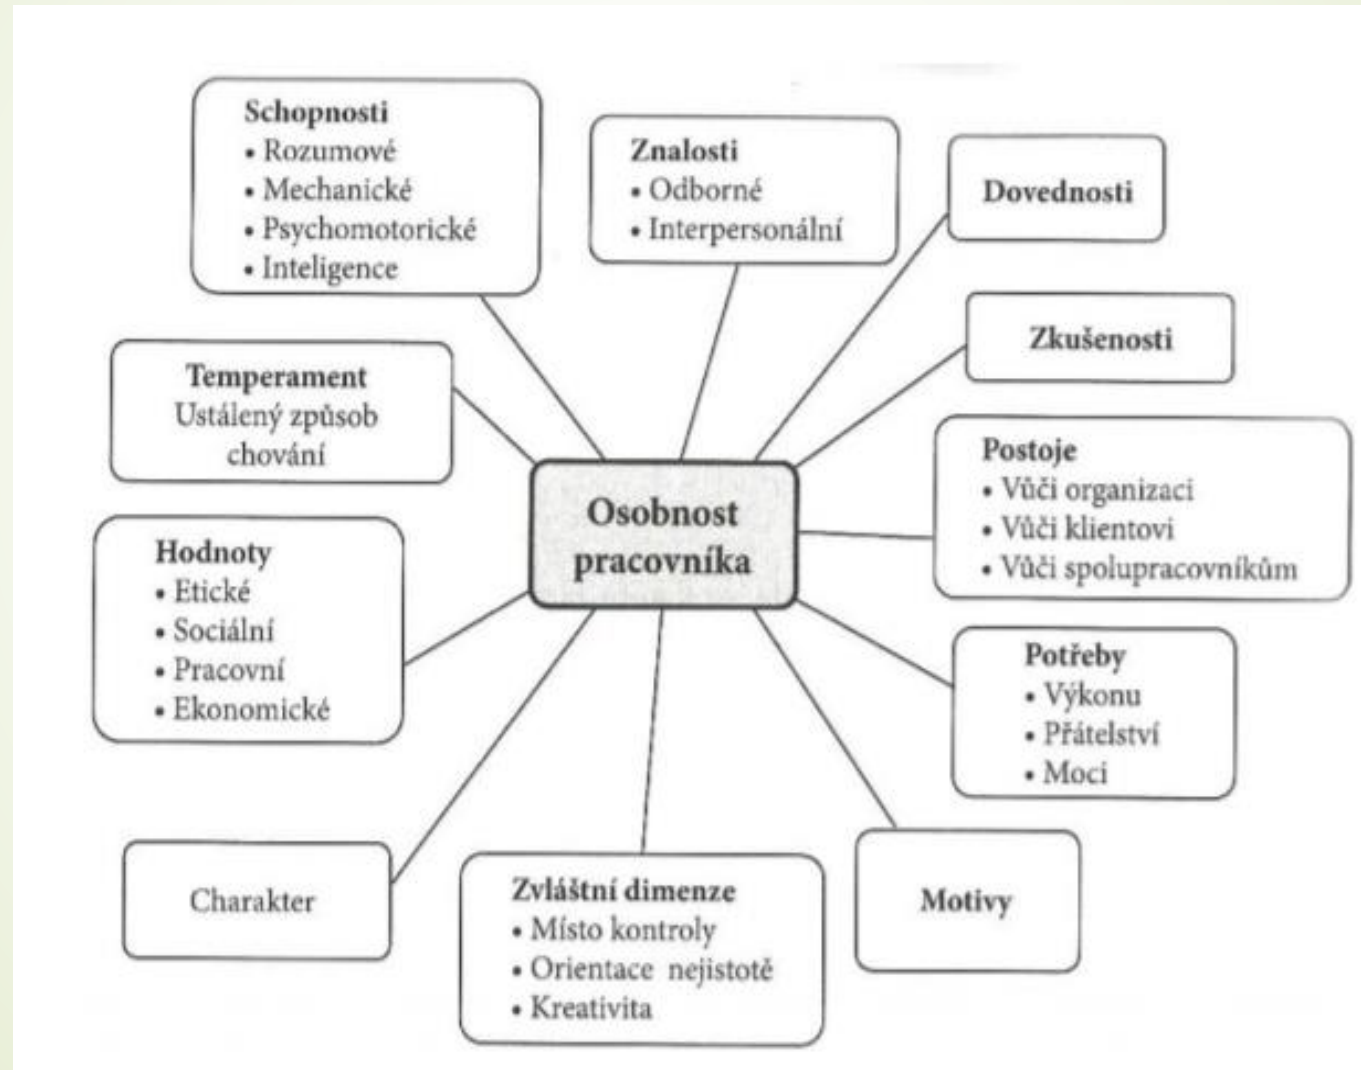 Schopnosti
• Rozumové
• Mechanické
• Psychomotorické
• Inteligence
Znalosti
• Odborné
• Interpersonální
Dovednosti
Zkušenosti
Temperament
Ustálený způsob
chování
Postoje
• Vůči organizaci
• Vůči klientovi
• Vůči spolupracovníkům
Osobnost
pracovníka
Hodnoty
• Etické
• Sociální
• Pracovní
• Ekonomické
Potřeby
• Výkonu
• Přátelství
• Moci
Charakter
Zvláštní dimenze
• Místo kontroly
• Orientace nejistotě
• Kreativita
Motivy